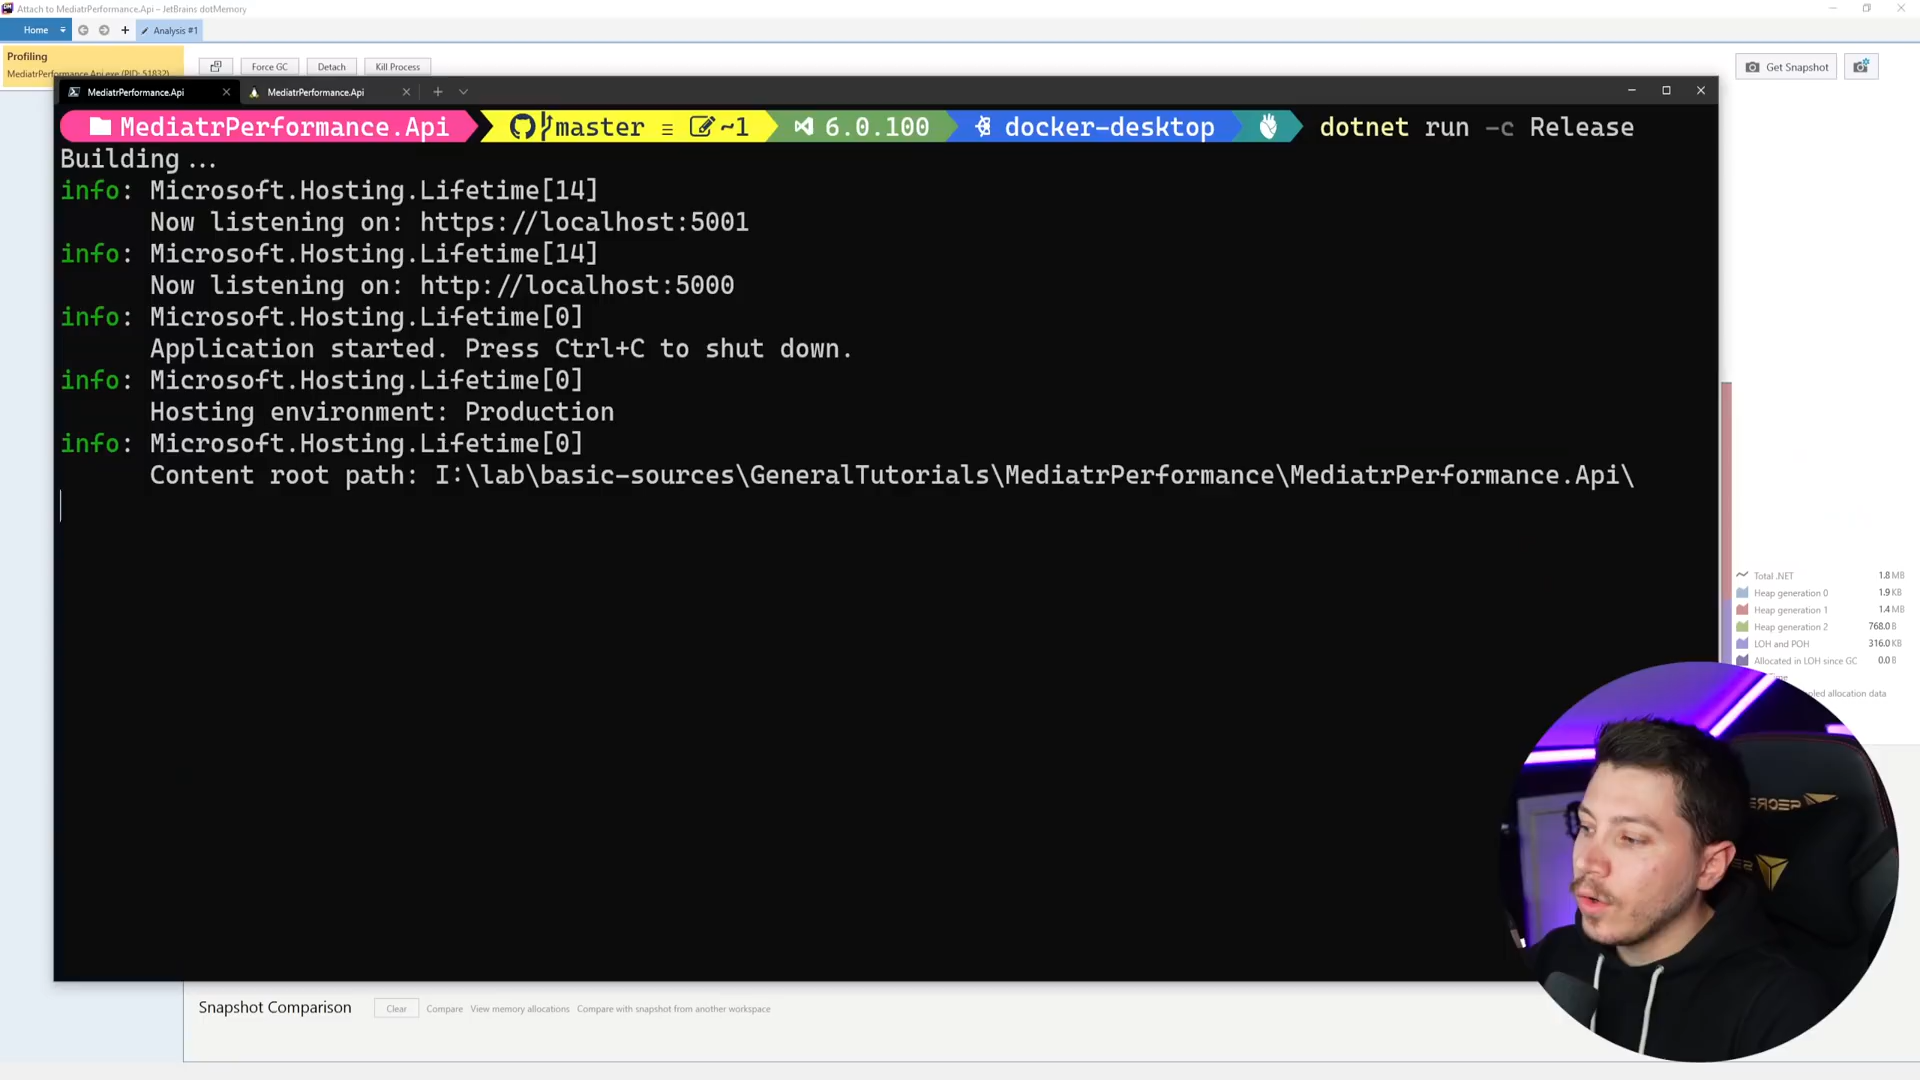 Attach to MediatrPerformance.Api – JetBrains dotMemory
Home
Analysis #1
Profiling
MediatrPerformance.Api.exe (PID: 51832)
Force GC
Detach
Kill Process
Get Snapshot
MediatrPerformance.Api
MediatrPerformance.Api
MediatrPerformance.Api master ≡ ~1 6.0.100 docker-desktop dotnet run -c Release
Building ...
info: Microsoft.Hosting.Lifetime[14]
Now listening on: https://localhost:5001
info: Microsoft.Hosting.Lifetime[14]
Now listening on: http://localhost:5000
info: Microsoft.Hosting.Lifetime[0]
Application started. Press Ctrl+C to shut down.
info: Microsoft.Hosting.Lifetime[0]
Hosting environment: Production
info: Microsoft.Hosting.Lifetime[0]
Content root path: I:\lab\basic-sources\GeneralTutorials\MediatrPerformance\MediatrPerformance.Api\
Total .NET 1.8 MB
Heap generation 0 1.9 KB
Heap generation 1 1.4 MB
Heap generation 2 768.0 B
LOH and POH 316.0 KB
Allocated in LOH since GC 0.0 B
allocation data
Snapshot Comparison
Clear
Compare
View memory allocations
Compare with snapshot from another workspace